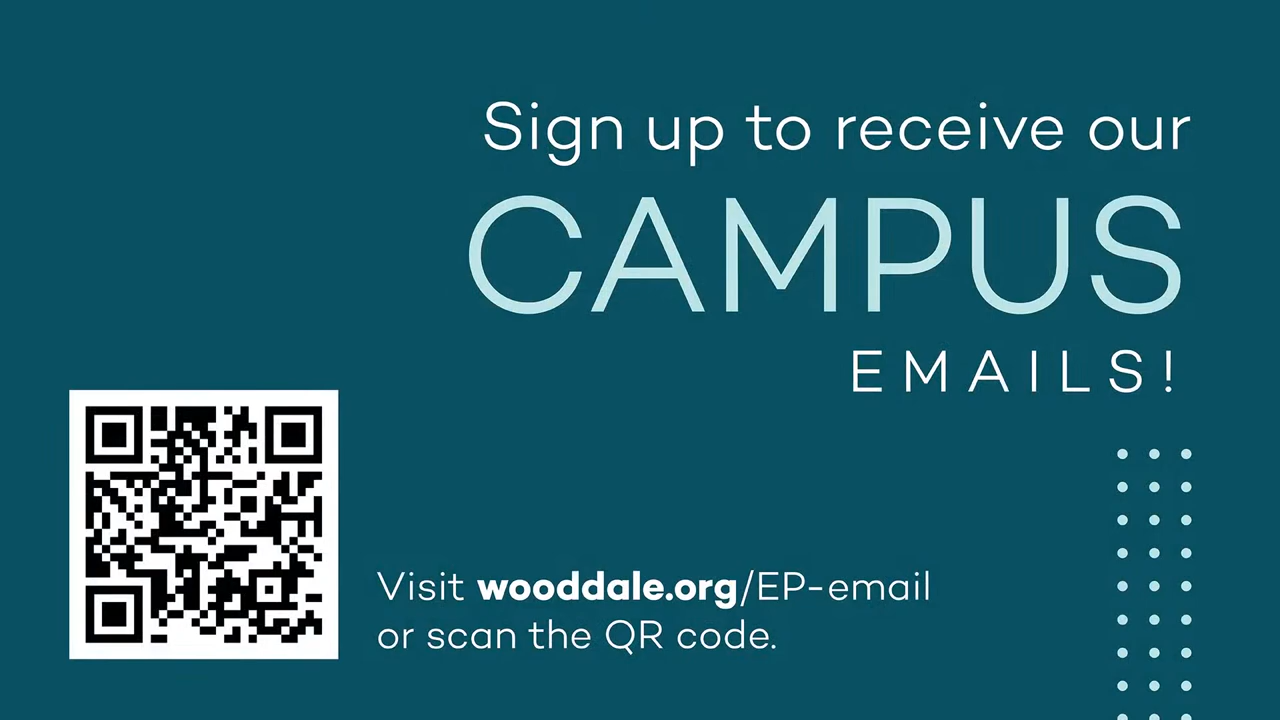 Sign up to receive our
CAMPUS
EMAILS!
Visit wooddale.org/EP-email
or scan the QR code.